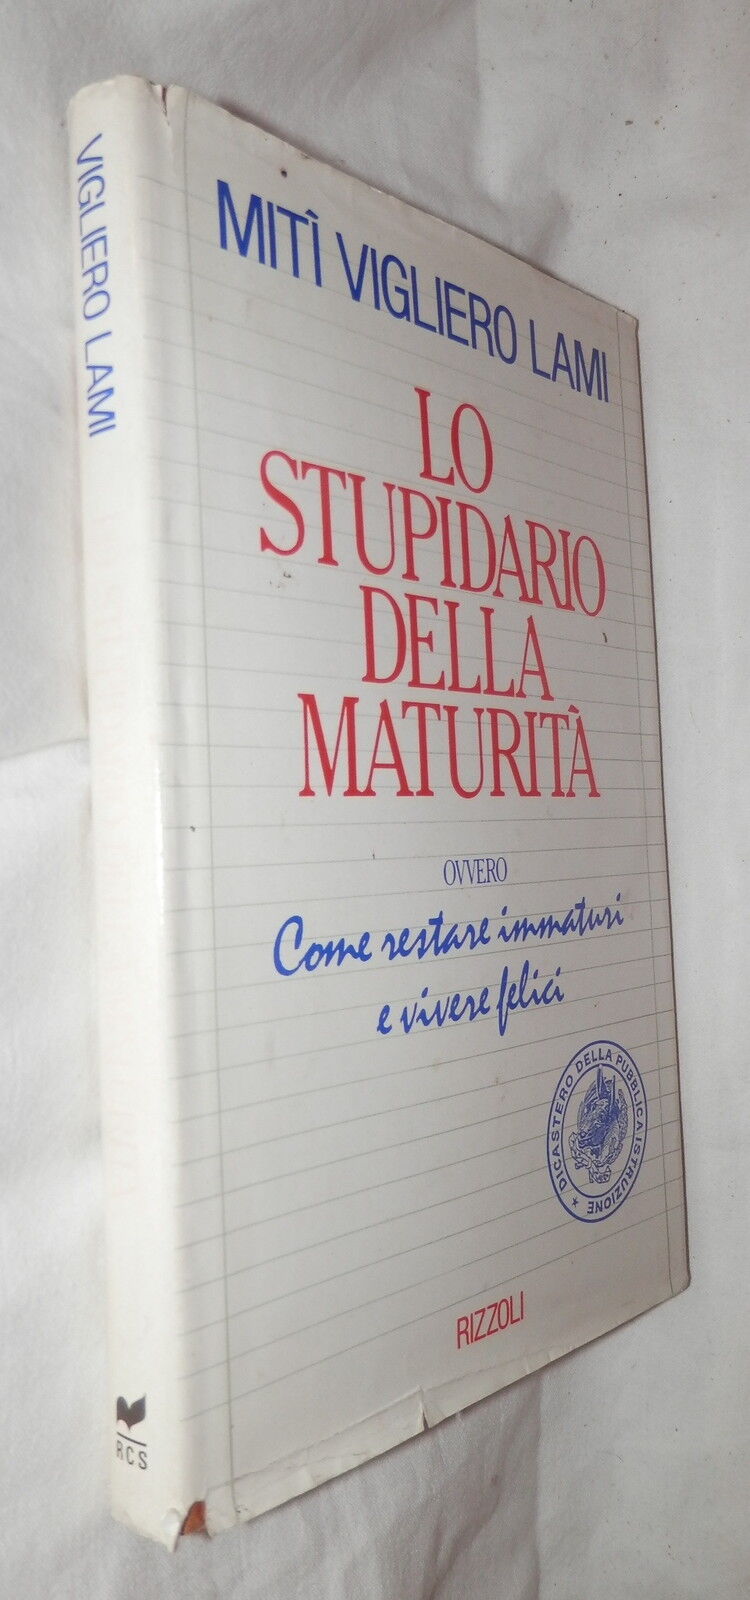 VIGLIERO LAMI
RCS
MITÌ VIGLIERO LAMI
LO
STUPIDARIO
DELLA
MATURITÀ
OVVERO
Come restare immaturi
e vivere felici
DICASTERO DELLA PUBBLICA ISTRUZIONE
RIZZOLI